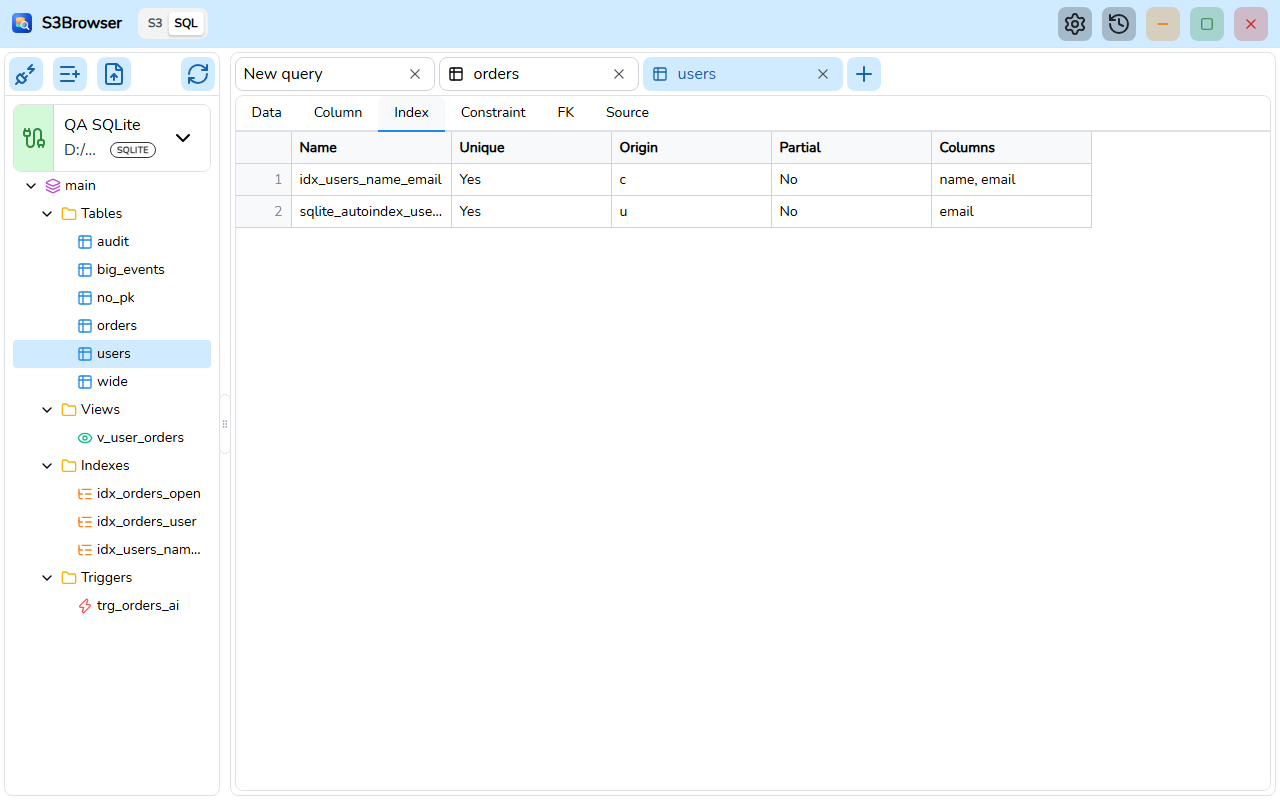 S3Browser
S3 SQL
QA SQLite
D:/... SQLITE
main
Tables
audit
big_events
no_pk
orders
users
wide
Views
v_user_orders
Indexes
idx_orders_open
idx_orders_user
idx_users_nam...
Triggers
trg_orders_ai
New query orders users
Data Column Index Constraint FK Source
Name Unique Origin Partial Columns
1 idx_users_name_email Yes c No name, email
2 sqlite_autoindex_use... Yes u No email